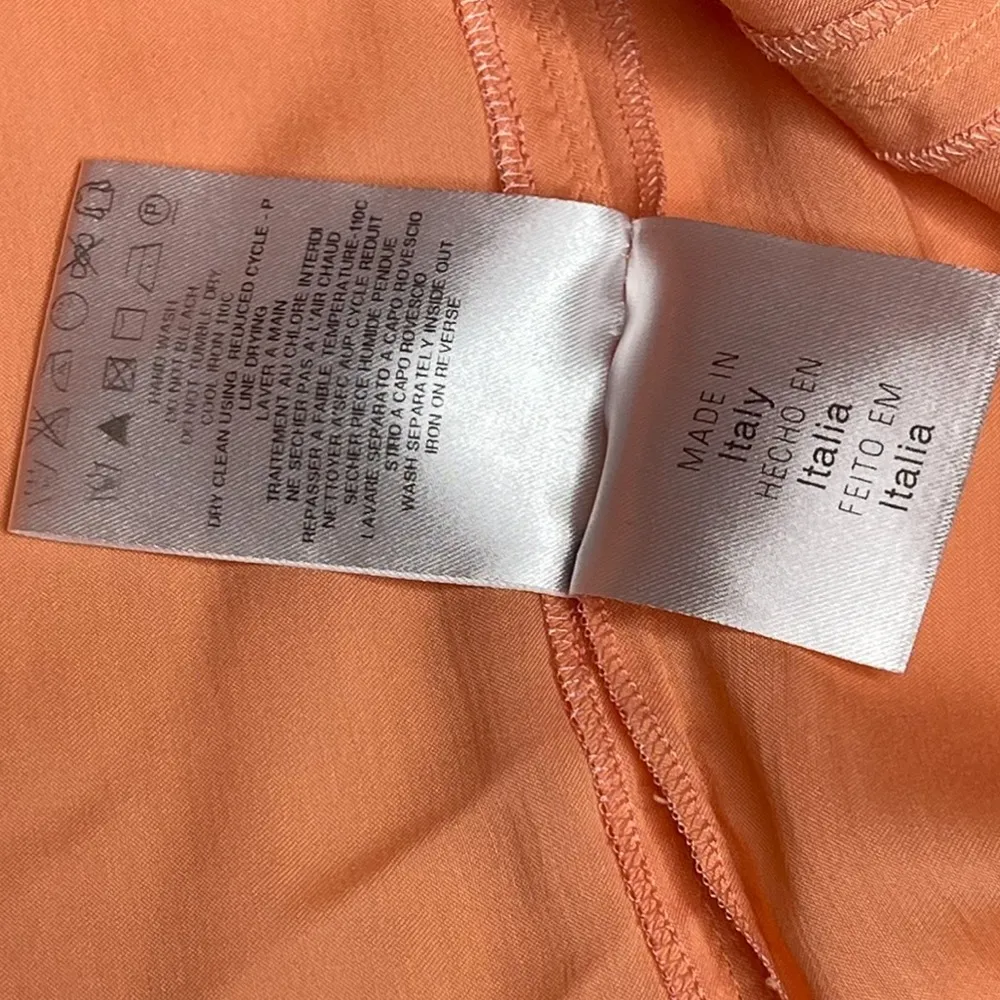 HAND WASH
DO NOT BLEACH
DO NOT TUMBLE DRY
COOL IRON 110C
DRY CLEAN USING REDUCED CYCLE - P
LINE DRYING
LAVER A MAIN
TRAITEMENT AU CHLORE INTERDI
NE SECHER PAS A L'AIR CHAUD
REPASSER A FAIBLE TEMPERATURE-110C
NETTOYER A'SEC AUP CYCLE REDUIT
SECHER PIECE HUMIDE PENDUE
LAVARE SEPARATO A CAPO ROVESCIO
STIRO A CAPO ROVESCIO
WASH SEPARATELY INSIDE OUT
IRON ON REVERSE
P
MADE IN
Italy
HECHO EN
Italia
FEITO EM
Italia